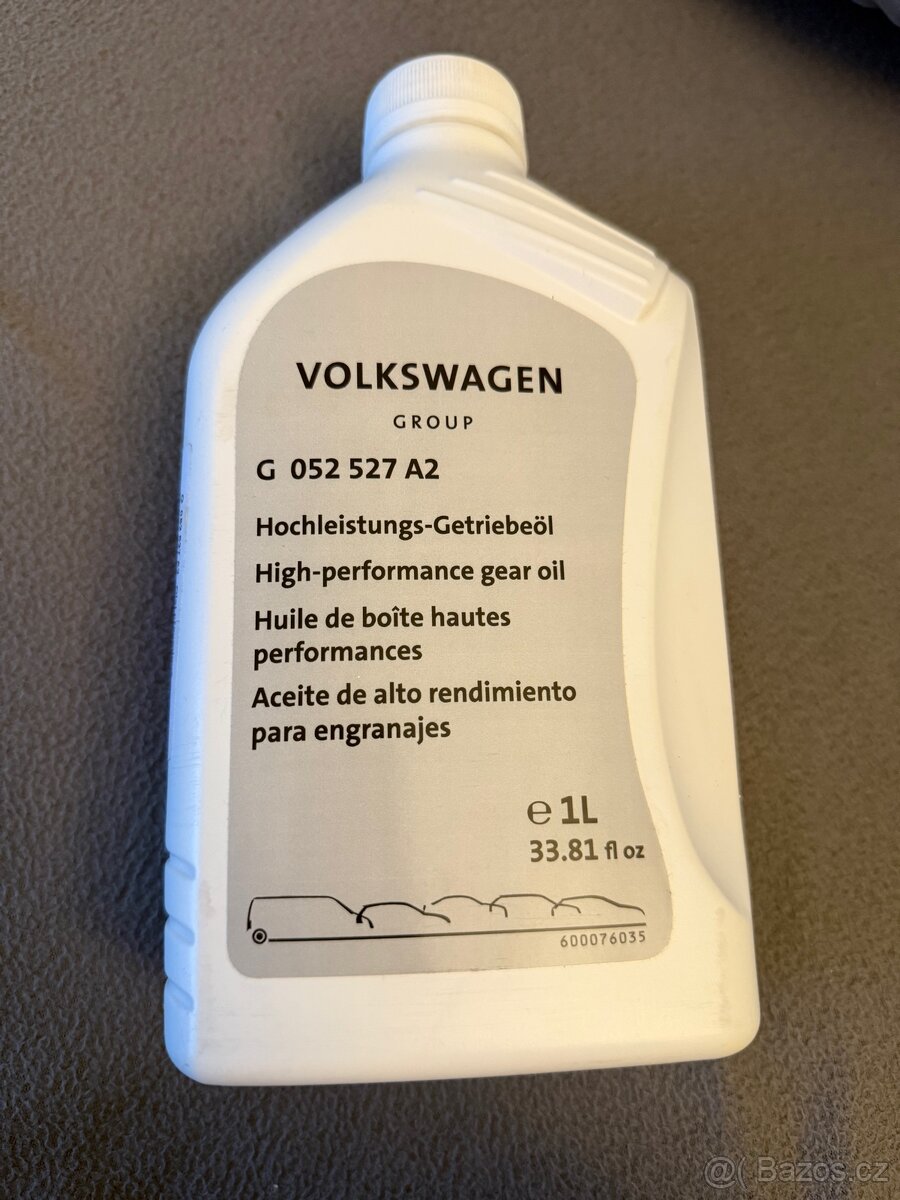 VOLKSWAGEN
GROUP
G 052 527 A2
Hochleistungs-Getriebeöl
High-performance gear oil
Huile de boîte hautes
performances
Aceite de alto rendimiento
para engranajes
℮ 1L
33.81 fl oz
600076035
@( Bazos.cz